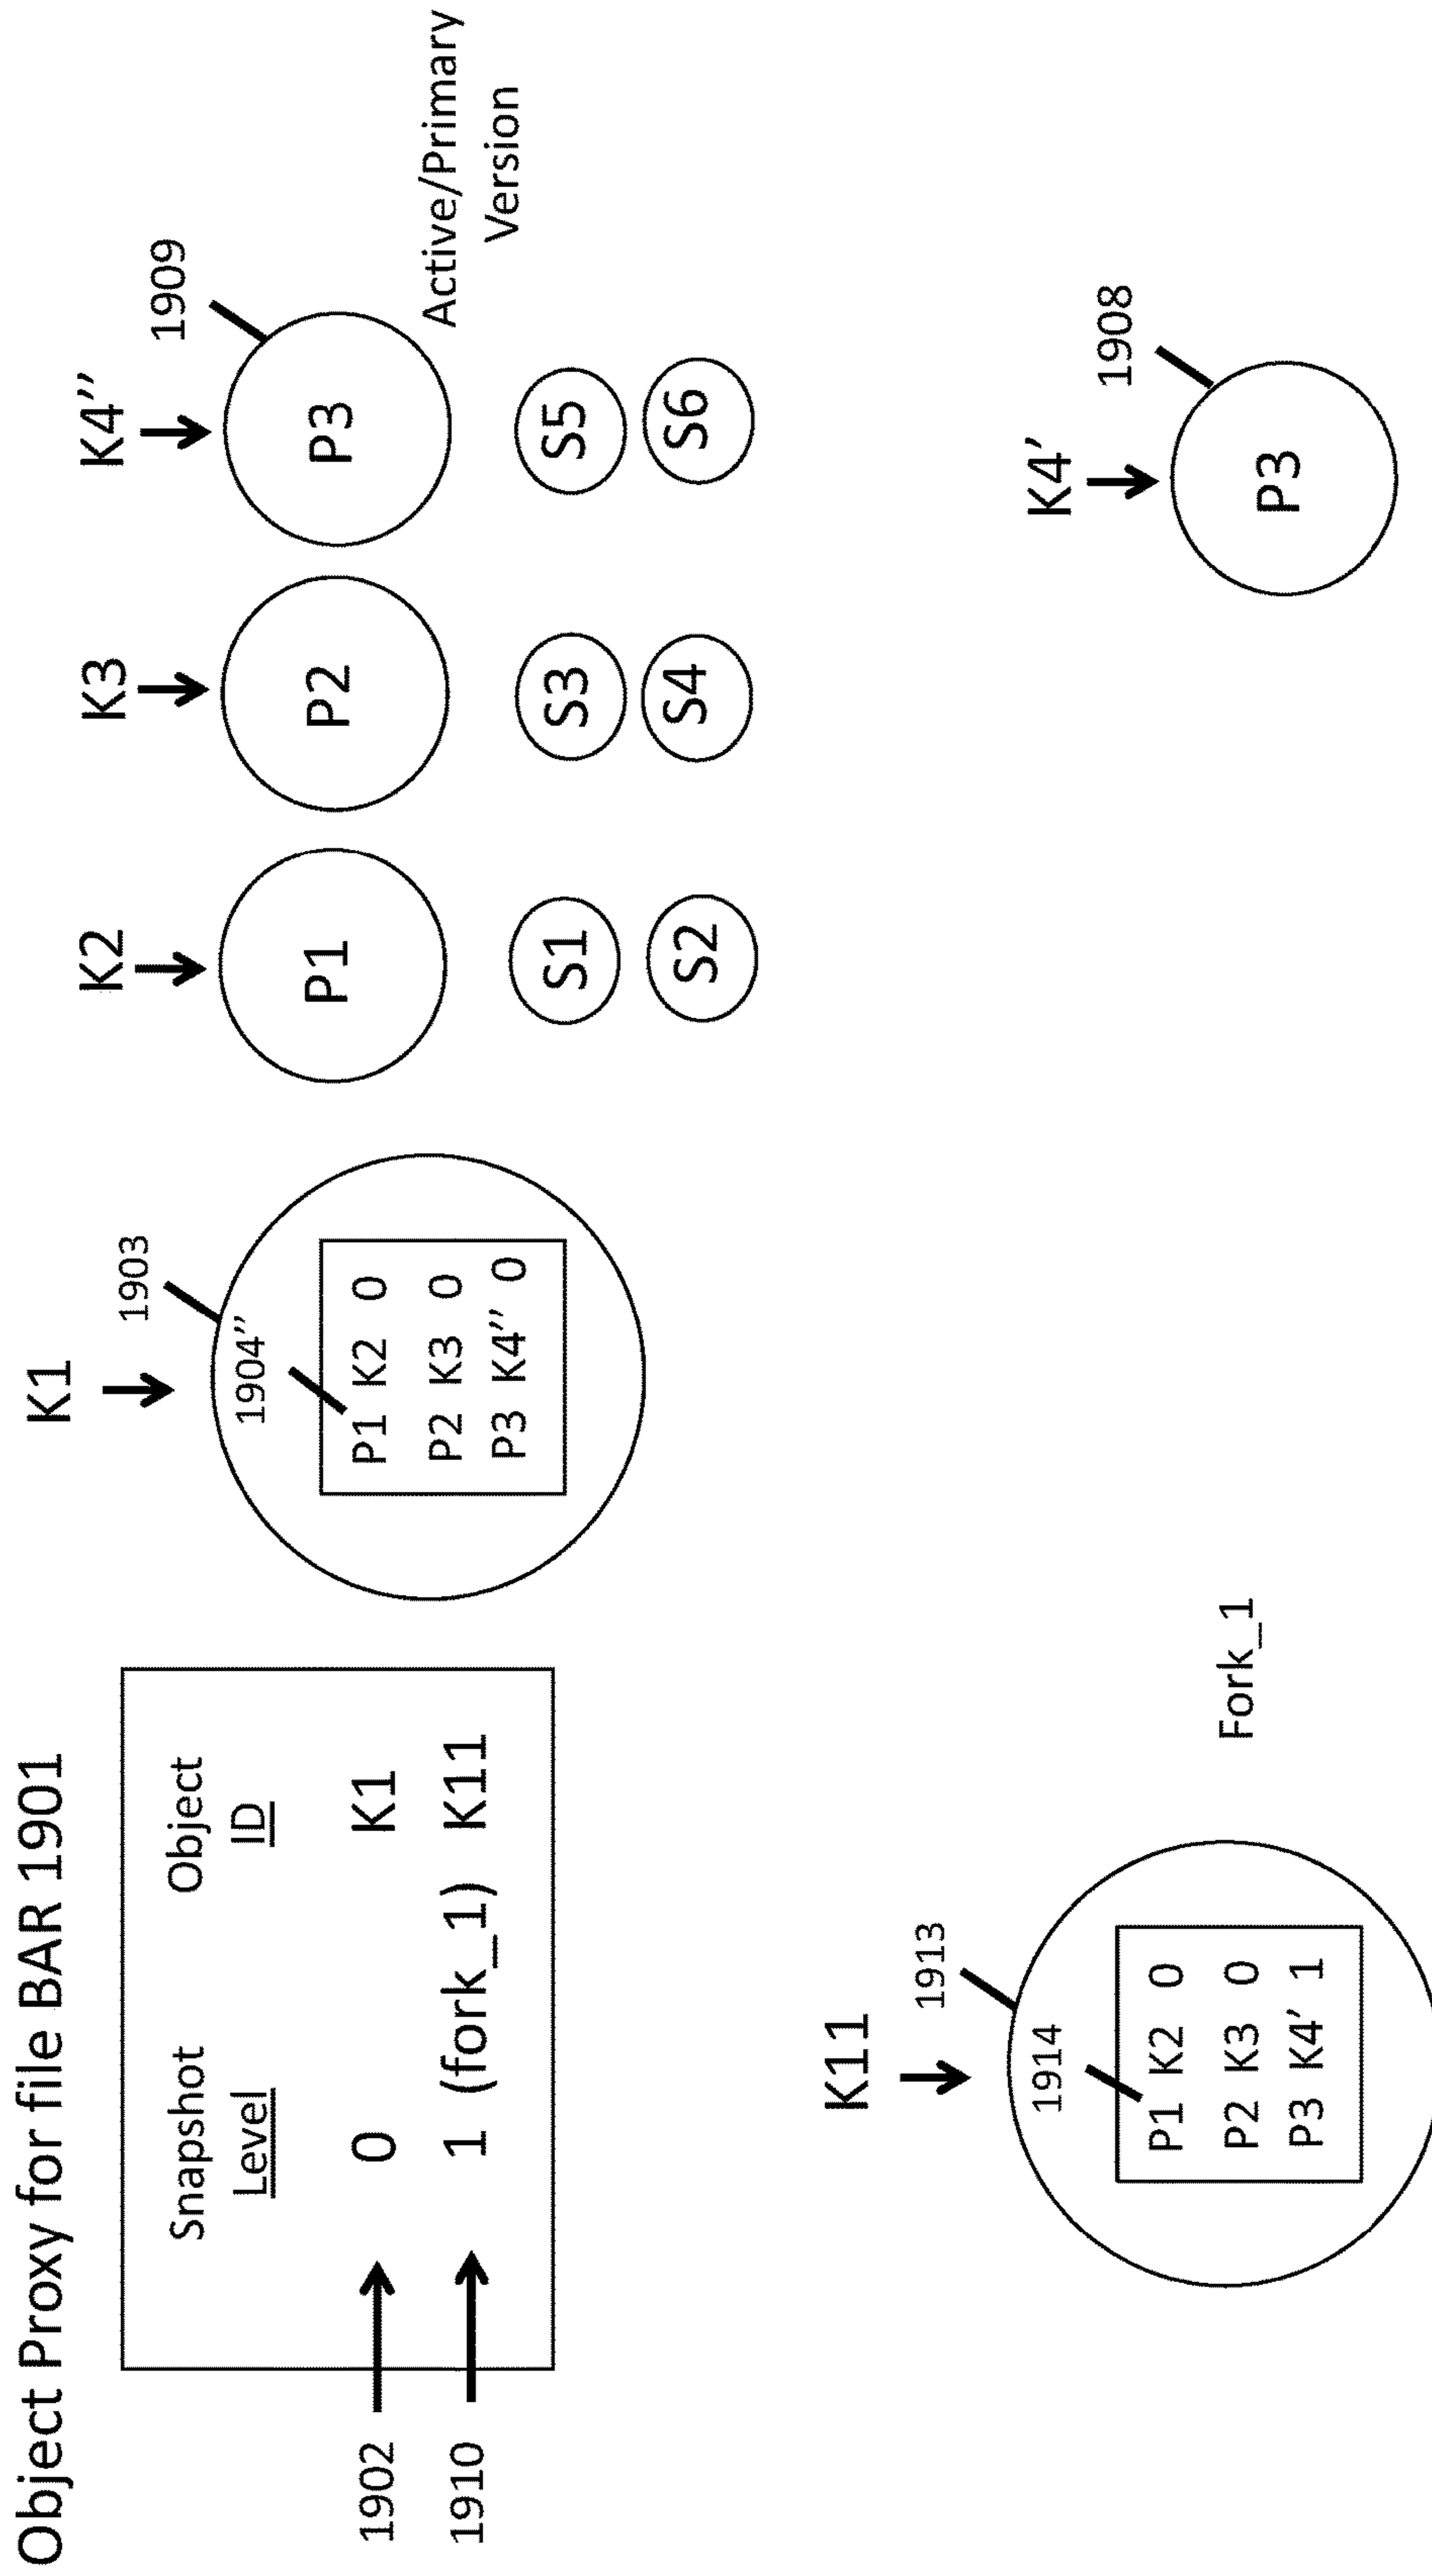 Object Proxy for file BAR 1901
Snapshot Level
Object ID
1902
0 K1
1910
1 (fork_1) K11
K1
1903
1904’’
P1 K2 0
P2 K3 0
P3 K4’’ 0
K2
P1
S1
S2
K3
P2
S3
S4
K4’’
1909
P3
S5
S6
Active/Primary
Version
K11
1913
1914
P1 K2 0
P2 K3 0
P3 K4’ 1
Fork_1
K4’
1908
P3